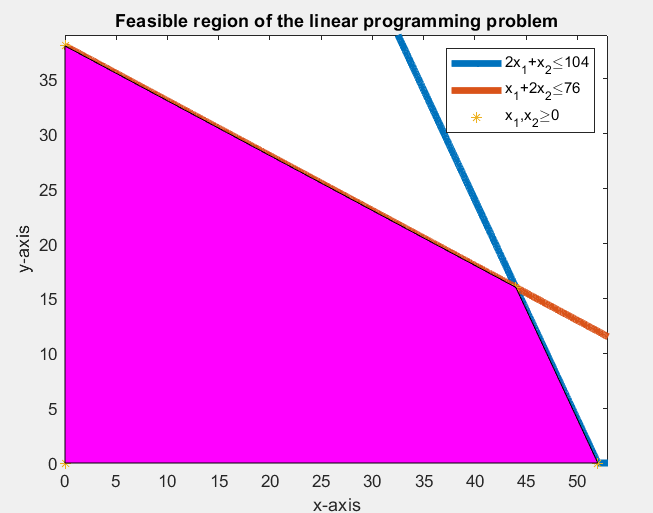 Feasible region of the linear programming problem
2x₁+x₂≤104
x₁+2x₂≤76
x₁,x₂≥0
35
30
25
20
15
10
5
0
y-axis
0 5 10 15 20 25 30 35 40 45 50
x-axis